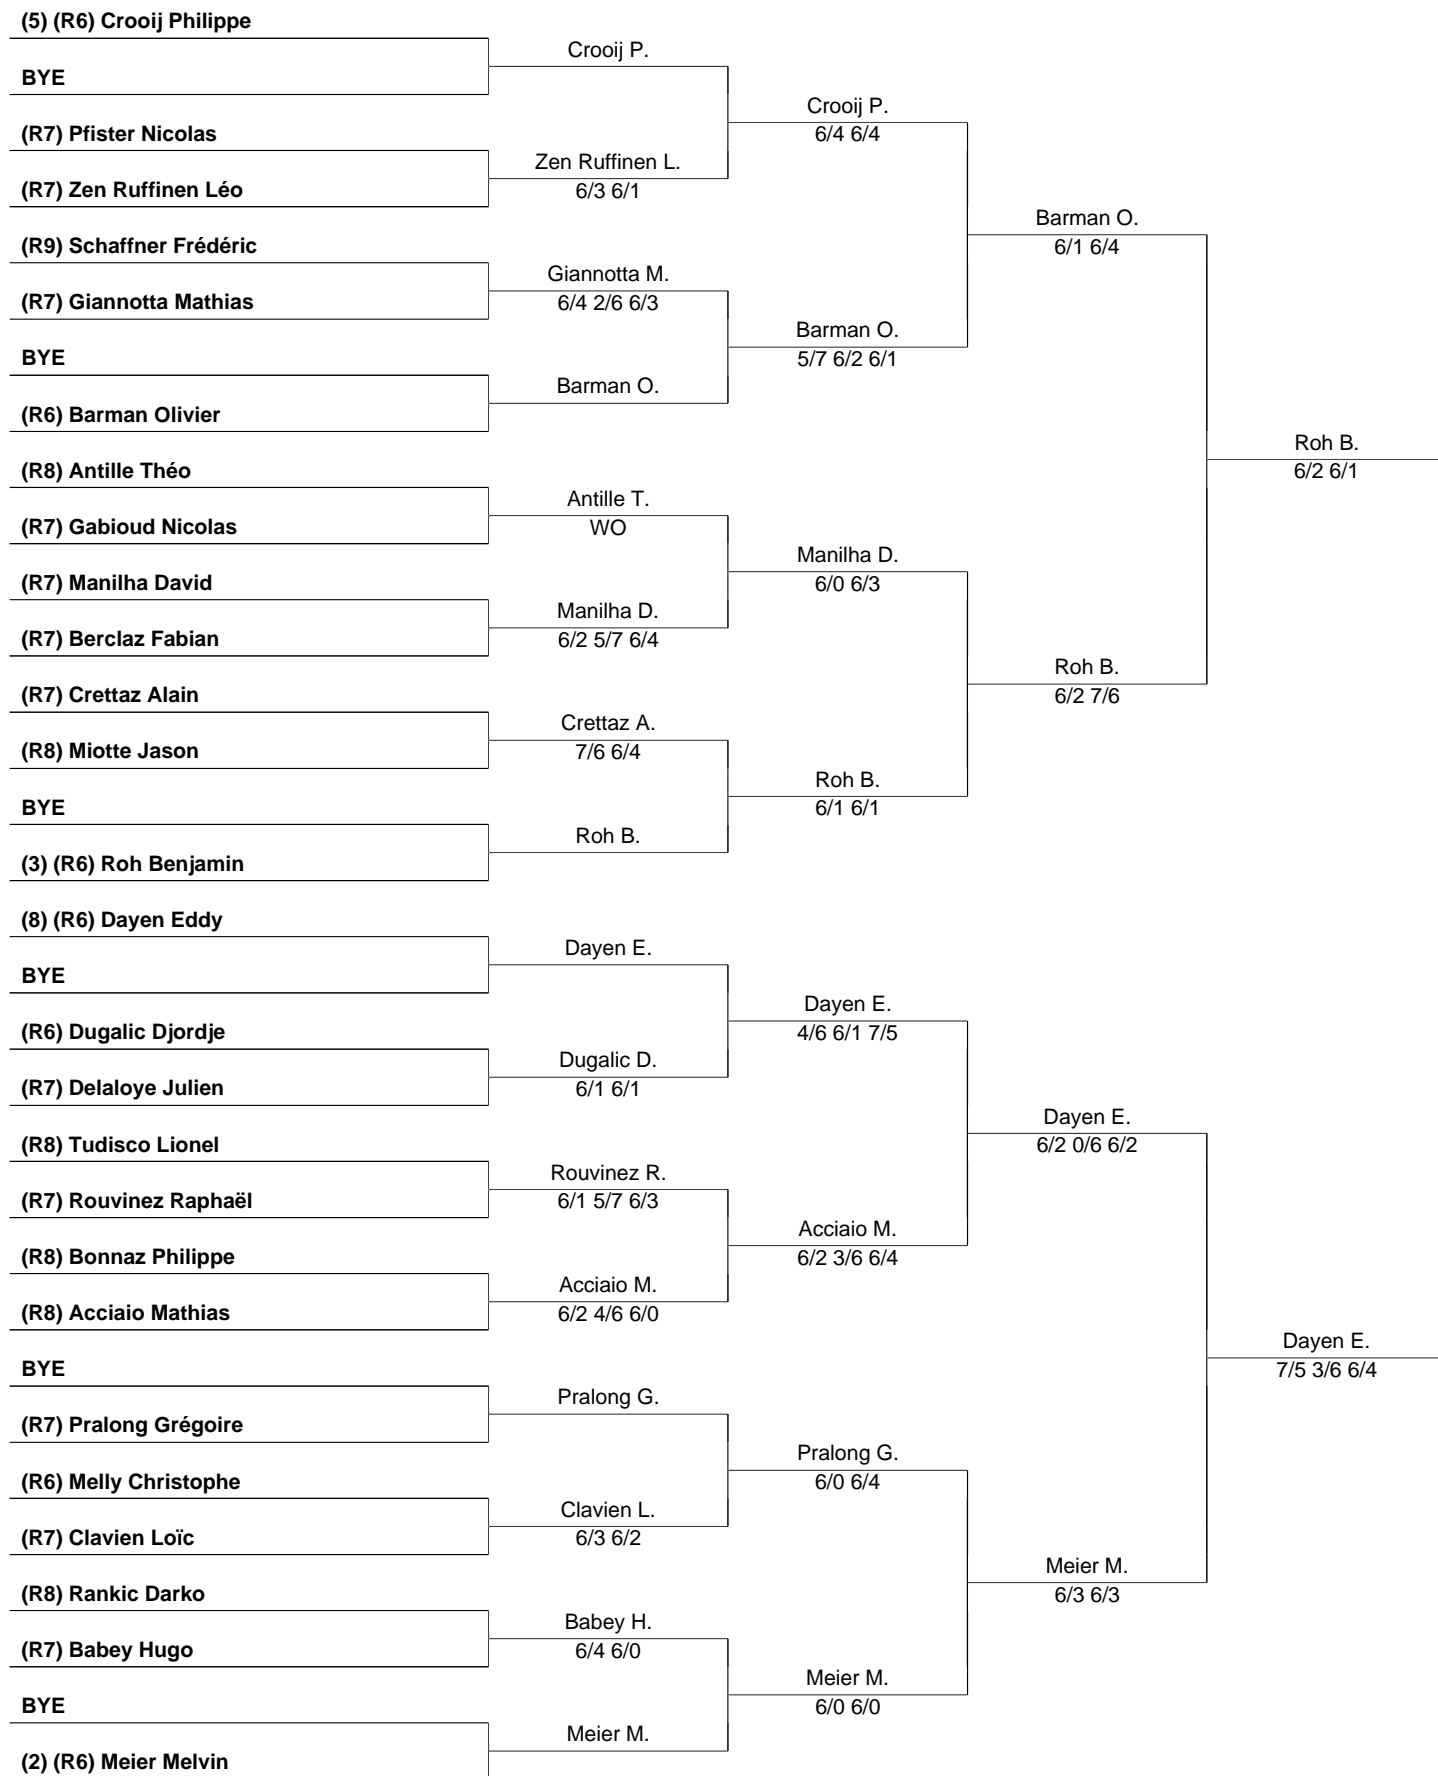 (5) (R6) Crooij Philippe
Crooij P.
BYE
Crooij P.
(R7) Pfister Nicolas
6/4 6/4
Zen Ruffinen L.
(R7) Zen Ruffinen Léo
6/3 6/1
Barman O.
(R9) Schaffner Frédéric
6/1 6/4
Giannotta M.
(R7) Giannotta Mathias
6/4 2/6 6/3
Barman O.
BYE
5/7 6/2 6/1
Barman O.
(R6) Barman Olivier
Roh B.
(R8) Antille Théo
6/2 6/1
Antille T.
(R7) Gabioud Nicolas
WO
Manilha D.
(R7) Manilha David
6/0 6/3
Manilha D.
(R7) Berclaz Fabian
6/2 5/7 6/4
Roh B.
(R7) Crettaz Alain
6/2 7/6
Crettaz A.
(R8) Miotte Jason
7/6 6/4
Roh B.
BYE
6/1 6/1
Roh B.
(3) (R6) Roh Benjamin
(8) (R6) Dayen Eddy
Dayen E.
BYE
Dayen E.
(R6) Dugalic Djordje
4/6 6/1 7/5
Dugalic D.
(R7) Delaloye Julien
6/1 6/1
Dayen E.
(R8) Tudisco Lionel
6/2 0/6 6/2
Rouvinez R.
(R7) Rouvinez Raphaël
6/1 5/7 6/3
Acciaio M.
(R8) Bonnaz Philippe
6/2 3/6 6/4
Acciaio M.
(R8) Acciaio Mathias
6/2 4/6 6/0
Dayen E.
BYE
7/5 3/6 6/4
Pralong G.
(R7) Pralong Grégoire
Pralong G.
(R6) Melly Christophe
6/0 6/4
Clavien L.
(R7) Clavien Loïc
6/3 6/2
Meier M.
(R8) Rankic Darko
6/3 6/3
Babey H.
(R7) Babey Hugo
6/4 6/0
Meier M.
BYE
6/0 6/0
Meier M.
(2) (R6) Meier Melvin